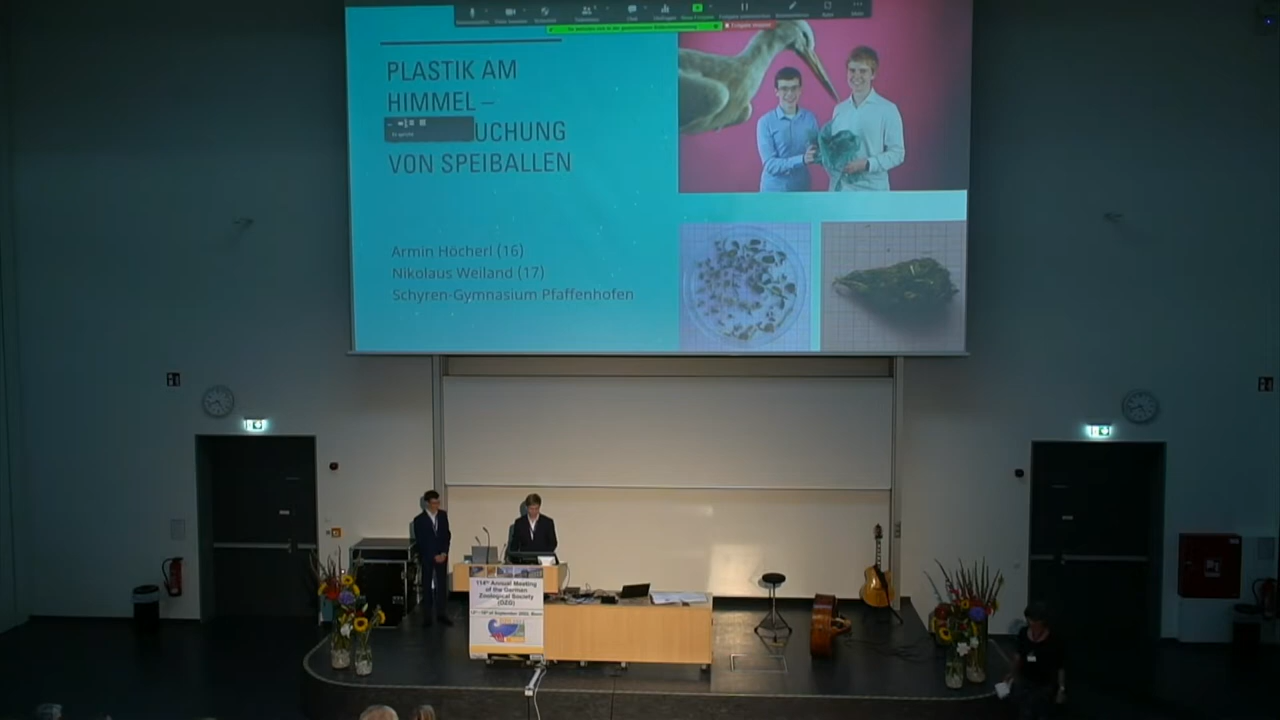 PLASTIK AM
HIMMEL –
UCHUNG
VON SPEIBALLEN
Armin Höcherl (16)
Nikolaus Weiland (17)
Schyren-Gymnasium Pfaffenhofen
114th Annual Meeting
of the German
Zoological Society
(DZG)